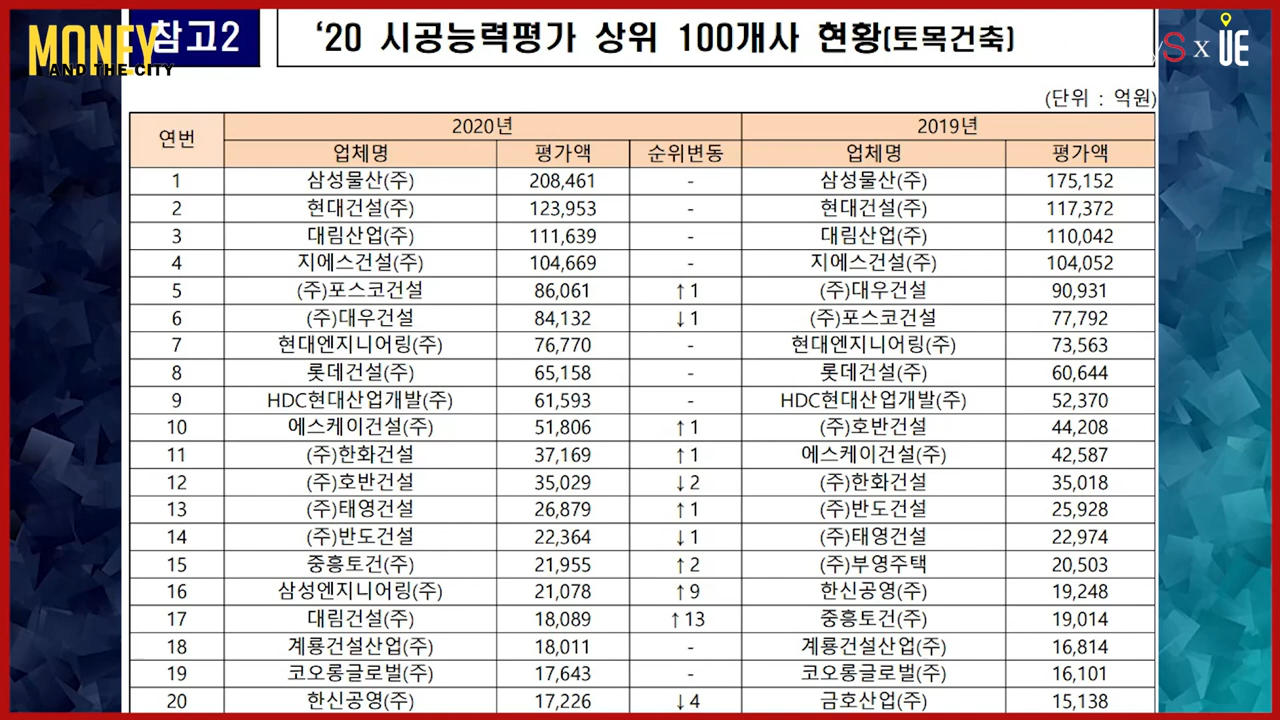 MONEY
AND THE CITY
참고2
‘20 시공능력평가 상위 100개사 현황(토목건축)
S x UE
(단위 : 억원)
연번 2020년 2019년
업체명 평가액 순위변동 업체명 평가액
1 삼성물산(주) 208,461 - 삼성물산(주) 175,152
2 현대건설(주) 123,953 - 현대건설(주) 117,372
3 대림산업(주) 111,639 - 대림산업(주) 110,042
4 지에스건설(주) 104,669 - 지에스건설(주) 104,052
5 (주)포스코건설 86,061 ↑1 (주)대우건설 90,931
6 (주)대우건설 84,132 ↓1 (주)포스코건설 77,792
7 현대엔지니어링(주) 76,770 - 현대엔지니어링(주) 73,563
8 롯데건설(주) 65,158 - 롯데건설(주) 60,644
9 HDC현대산업개발(주) 61,593 - HDC현대산업개발(주) 52,370
10 에스케이건설(주) 51,806 ↑1 (주)호반건설 44,208
11 (주)한화건설 37,169 ↑1 에스케이건설(주) 42,587
12 (주)호반건설 35,029 ↓2 (주)한화건설 35,018
13 (주)태영건설 26,879 ↑1 (주)반도건설 25,928
14 (주)반도건설 22,364 ↓1 (주)태영건설 22,974
15 중흥토건(주) 21,955 ↑2 (주)부영주택 20,503
16 삼성엔지니어링(주) 21,078 ↑9 한신공영(주) 19,248
17 대림건설(주) 18,089 ↑13 중흥토건(주) 19,014
18 계룡건설산업(주) 18,011 - 계룡건설산업(주) 16,814
19 코오롱글로벌(주) 17,643 - 코오롱글로벌(주) 16,101
20 한신공영(주) 17,226 ↓4 금호산업(주) 15,138